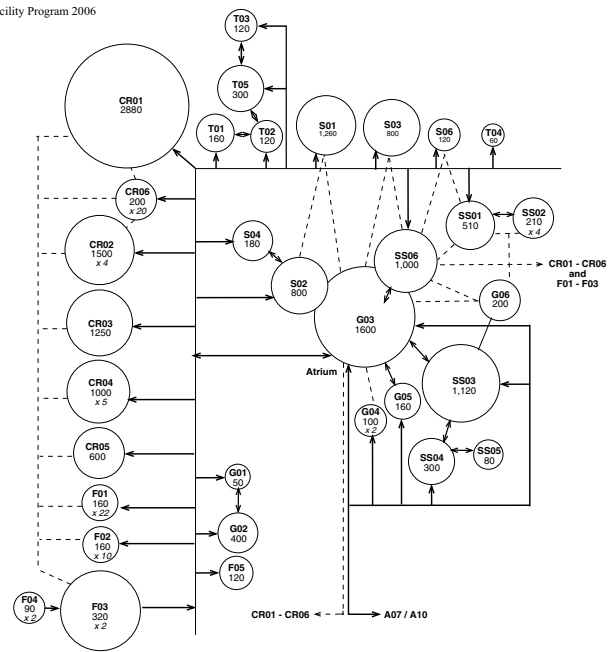 cility Program 2006
T03
120
CR01
2880
T05
300
T01
160
T02
120
S01
1,260
S03
800
S06
120
T04
60
CR06
200
x 20
SS01
510
SS02
210
x 4
CR02
1500
x 4
S04
180
SS06
1,000
CR01 - CR06
and
F01 - F03
S02
800
G06
200
CR03
1250
G03
1600
Atrium
SS03
1,120
CR04
1000
x 5
G04
100
x 2
G05
160
CR05
600
SS04
300
SS05
80
G01
50
F01
160
x 22
G02
400
F02
160
x 10
F05
120
F04
90
x 2
F03
320
x 2
CR01 - CR06
A07 / A10